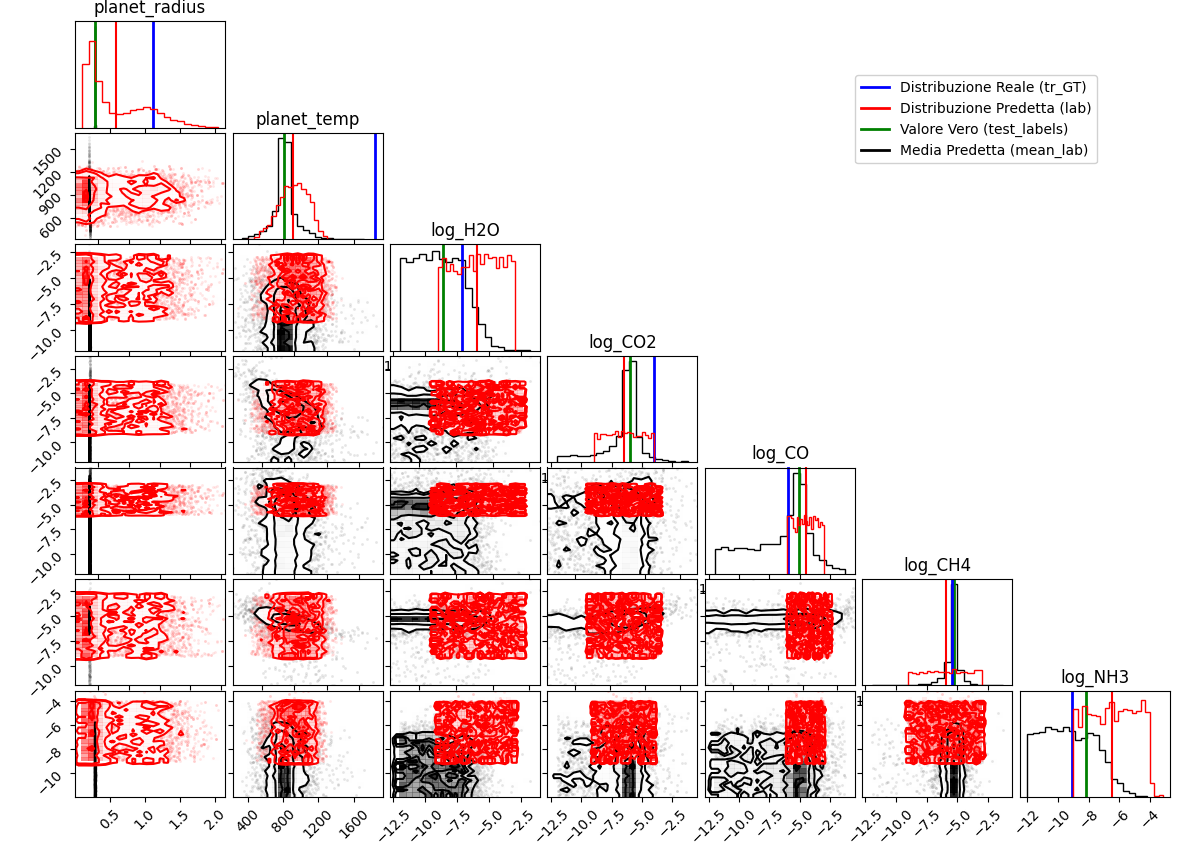 planet_radius
planet_temp
Distribuzione Reale (tr_GT)
Distribuzione Predetta (lab)
Valore Vero (test_labels)
Media Predetta (mean_lab)
1500
1200
900
600
log_H2O
−2.5
−5.0
−7.5
−10.0
log_CO2
1
−2.5
−5.0
−7.5
−10.0
log_CO
1
−2.5
−5.0
−7.5
−10.0
log_CH4
1
−2.5
−5.0
−7.5
−10.0
log_NH3
1
−4
−6
−8
−10
0.5 1.0 1.5 2.0 400 800 1200 1600 −12.5 −10.0 −7.5 −5.0 −2.5 −12.5 −10.0 −7.5 −5.0 −2.5 −12.5 −10.0 −7.5 −5.0 −2.5 −12.5 −10.0 −7.5 −5.0 −2.5 −12 −10 −8 −6 −4